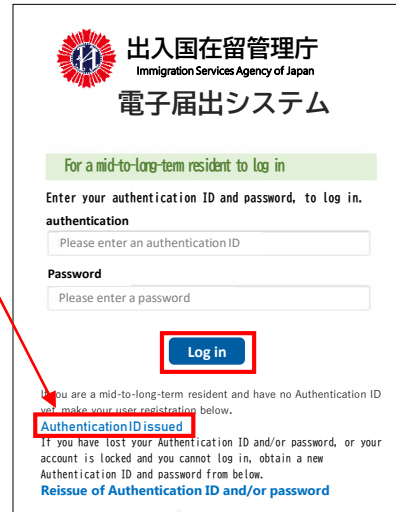 出入国在留管理庁
Immigration Services Agency of Japan
電子届出システム
For a mid-to-long-term resident to log in
Enter your authentication ID and password, to log in.
authentication
Please enter an authentication ID
Password
Please enter a password
Log in
If you are a mid-to-long-term resident and have no Authentication ID
yet, make your user registration below.
Authentication ID issued
If you have lost your Authentication ID and/or password, or your
account is locked and you cannot log in, obtain a new
Authentication ID and password from below.
Reissue of Authentication ID and/or password